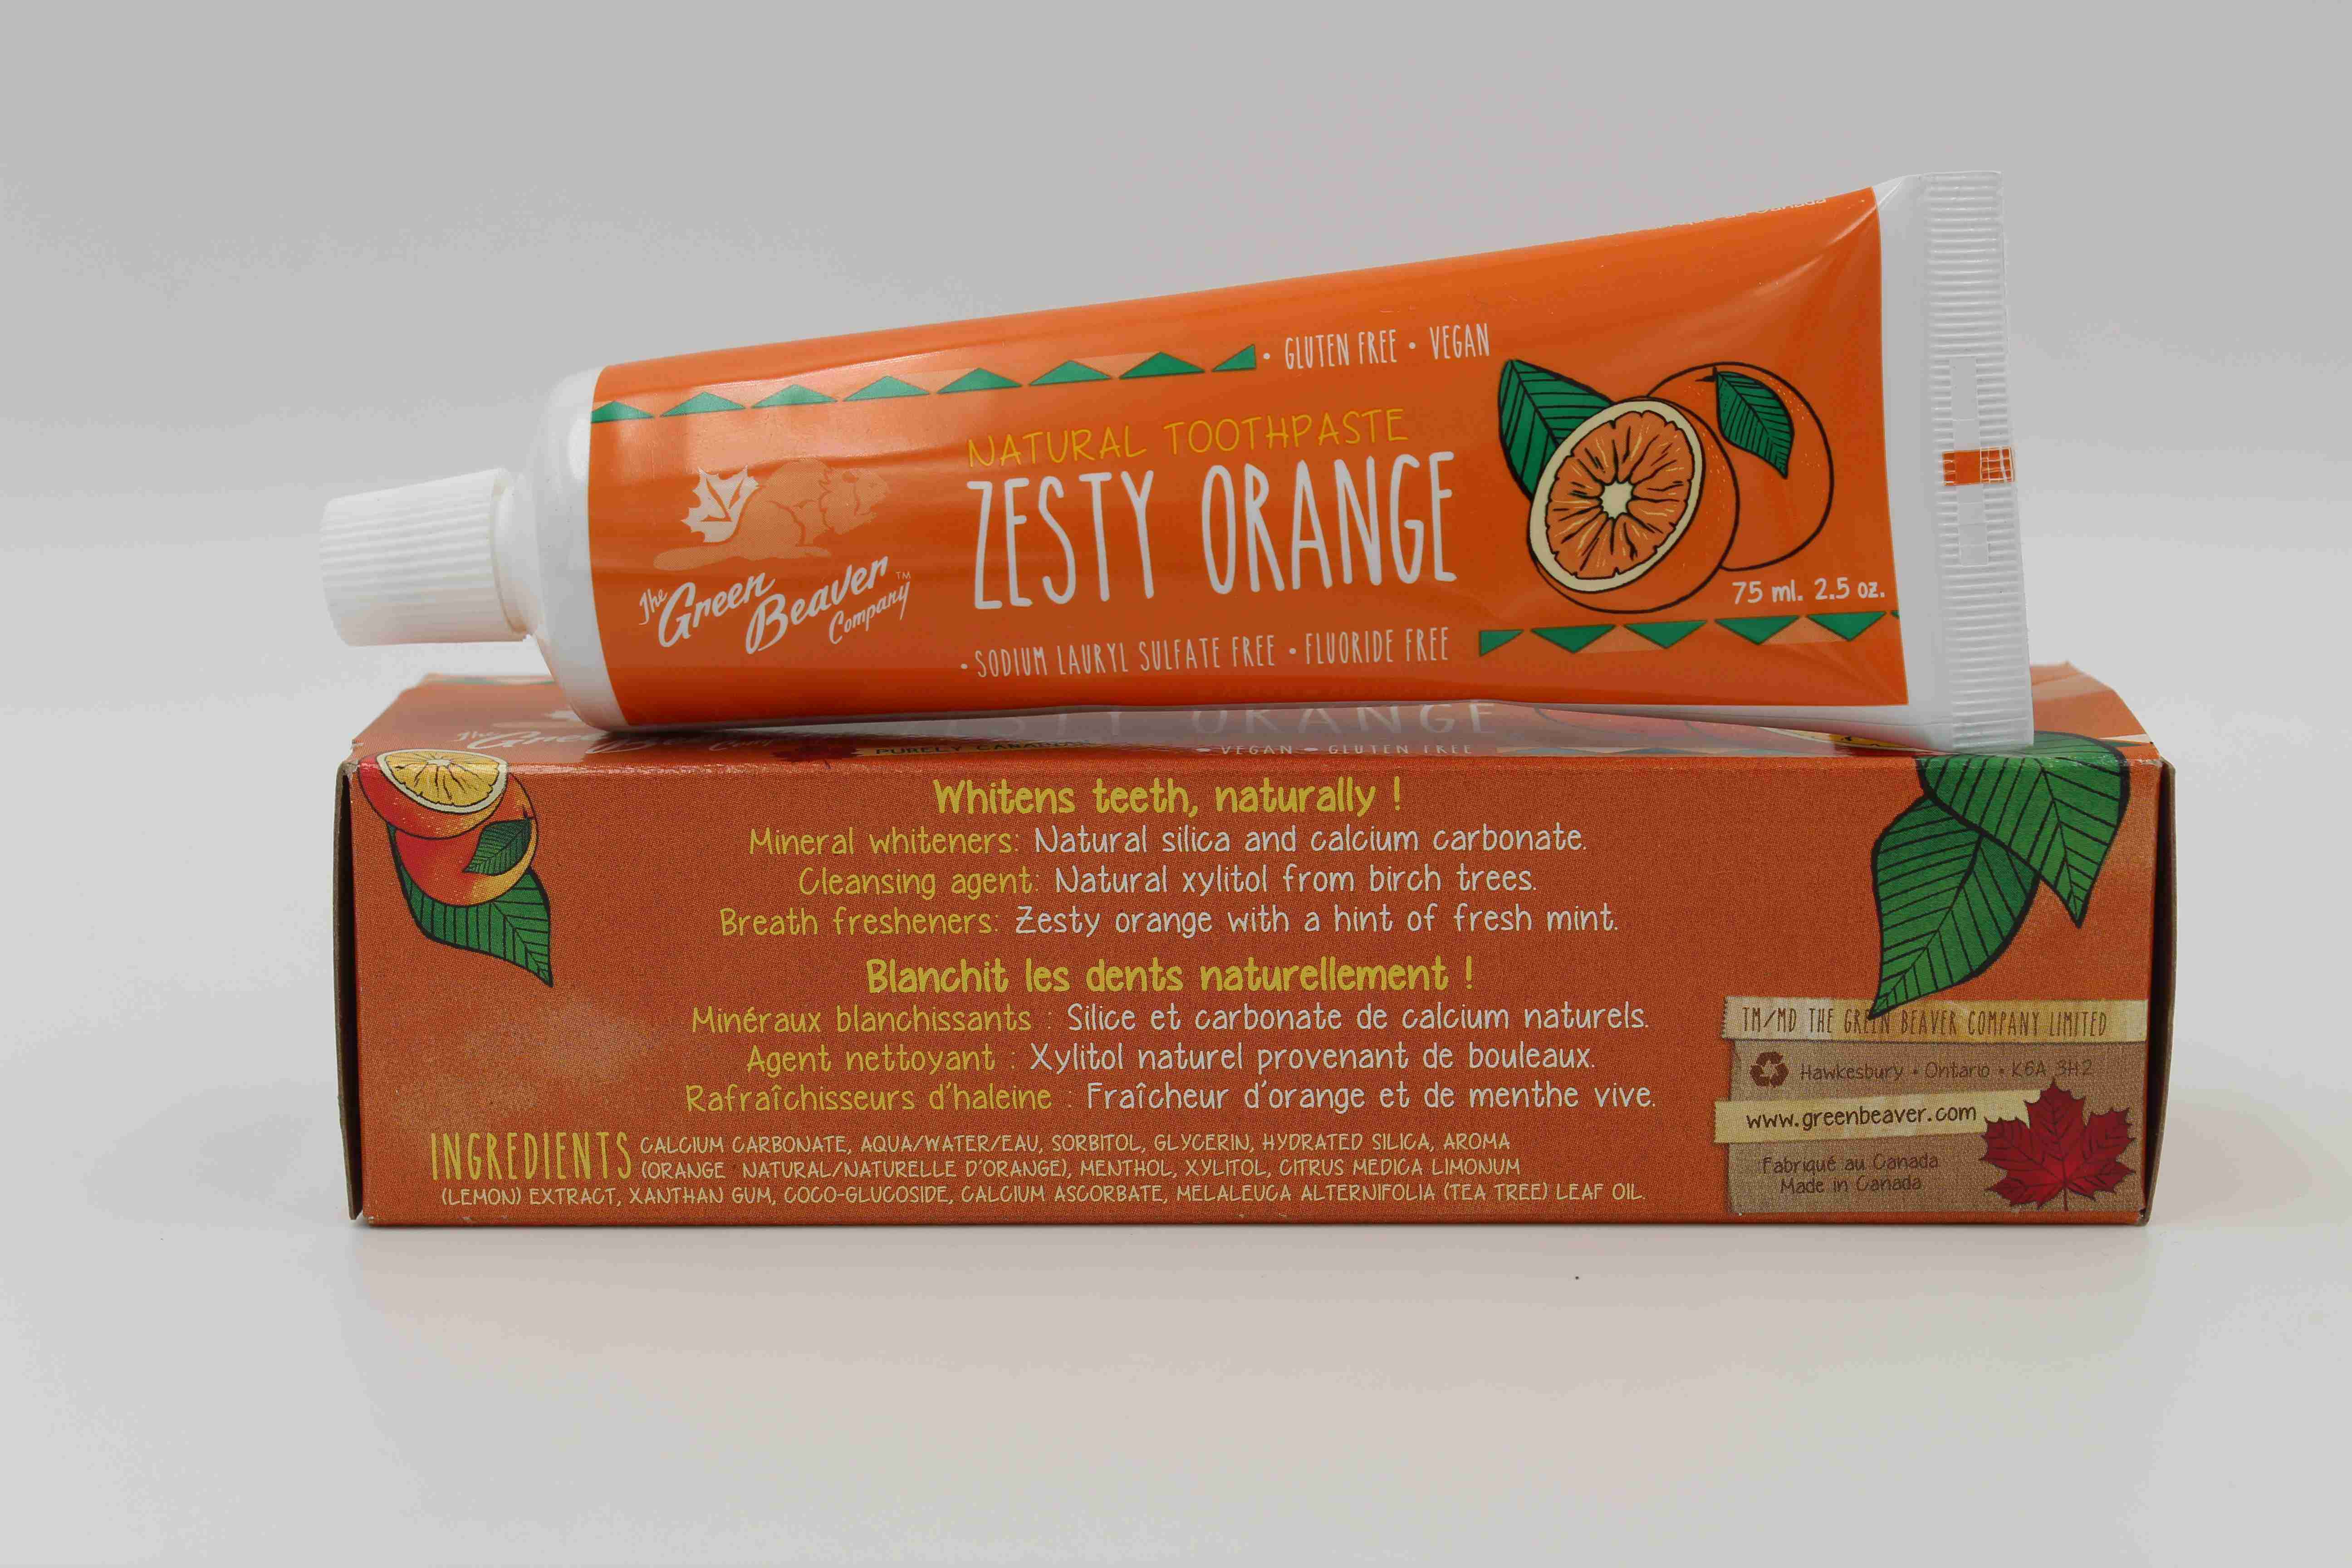 • GLUTEN FREE • VEGAN
NATURAL TOOTHPASTE
ZESTY ORANGE
The Green Beaver Company™
75 ml. 2.5 oz.
• SODIUM LAURYL SULFATE FREE • FLUORIDE FREE
ZESTY ORANGE
PURELY CANADIAN
• VEGAN • GLUTEN FREE
Whitens teeth, naturally !
Mineral whiteners: Natural silica and calcium carbonate.
Cleansing agent: Natural xylitol from birch trees.
Breath fresheners: Zesty orange with a hint of fresh mint.
Blanchit les dents naturellement !
Minéraux blanchissants : Silice et carbonate de calcium naturels.
Agent nettoyant : Xylitol naturel provenant de bouleaux.
Rafraîchisseurs d'haleine : Fraîcheur d'orange et de menthe vive.
INGREDIENTS CALCIUM CARBONATE, AQUA/WATER/EAU, SORBITOL, GLYCERIN, HYDRATED SILICA, AROMA
(ORANGE NATURAL/NATURELLE D'ORANGE), MENTHOL, XYLITOL, CITRUS MEDICA LIMONUM
(LEMON) EXTRACT, XANTHAN GUM, COCO-GLUCOSIDE, CALCIUM ASCORBATE, MELALEUCA ALTERNIFOLIA (TEA TREE) LEAF OIL.
TM/MD THE GREEN BEAVER COMPANY LIMITED
Hawkesbury • Ontario • K6A 3H2
www.greenbeaver.com
Fabriqué au Canada
Made in Canada